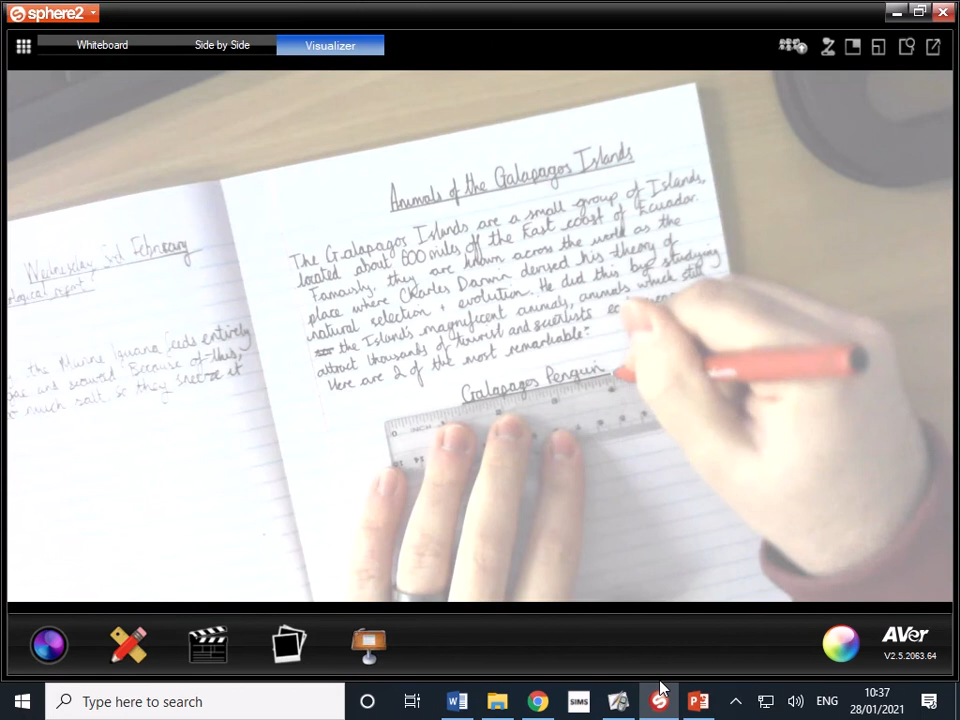 sphere2
Whiteboard
Side by Side
Visualizer
Wednesday 3rd February
report:
the Marine Iguana feeds entirely
and seaweed. Because of this,
much salt, so they sneeze it
Animals of the Galapagos Islands
The Galapagos Islands are a small group of Islands,
located about 600 miles off the East coast of Ecuador.
Famously, they are known across the world as the
place where Charles Darwin devised his theory of
natural selection + evolution. He did this by studying
the Island's magnificent animals, animals which still
attract thousands of tourist and scientists
Here are 2 of the most remarkable:
Galapagos Penguin
INCH
AVer
V2.5.2063.64
Type here to search
SIMS
ENG
10:37
28/01/2021